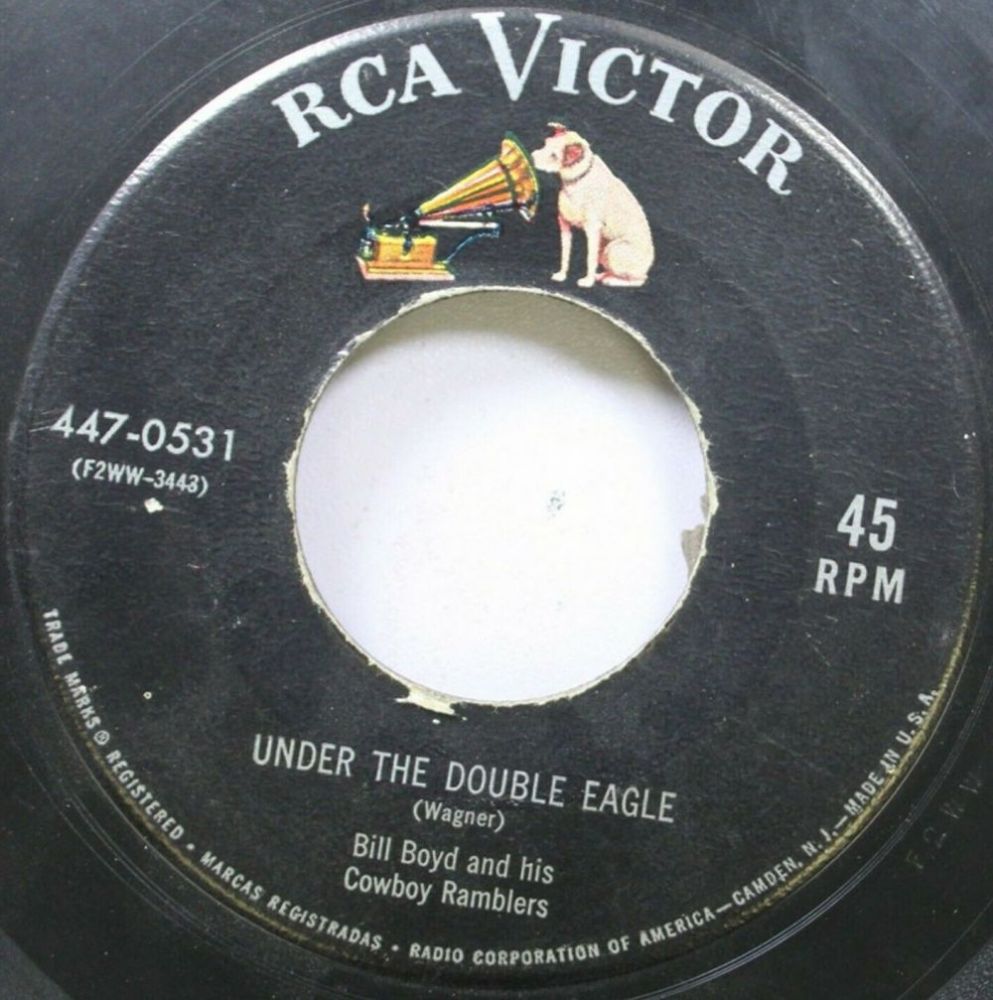 RCA VICTOR
447-0531
(F2WW-3443)
45
RPM
UNDER THE DOUBLE EAGLE
(Wagner)
Bill Boyd and his
Cowboy Ramblers
TRADE MARKS ® REGISTERED • MARCAS REGISTRADAS • RADIO CORPORATION OF AMERICA—CAMDEN, N. J.—MADE IN U. S. A.